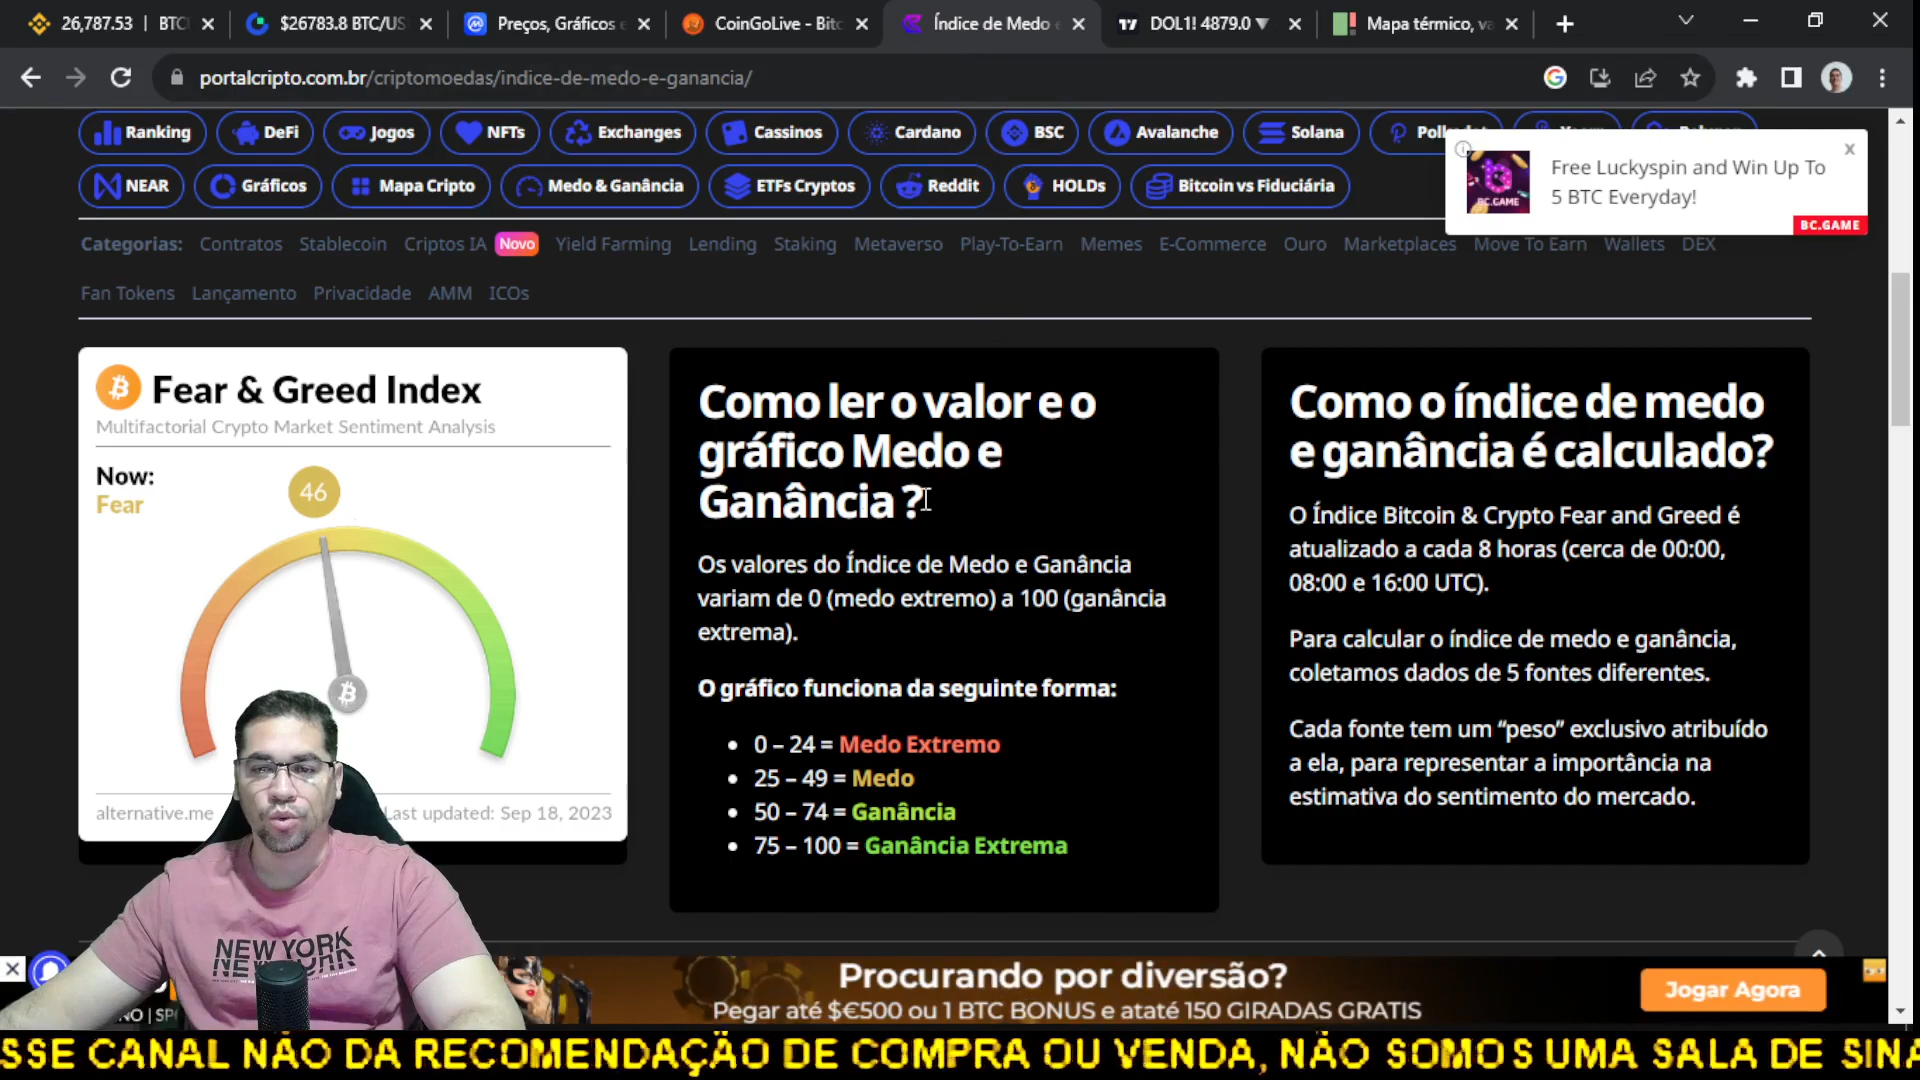 26,787.53 | BTC
$26783.8 BTC/US
Preços, Gráficos e
CoinGoLive - Bitc
Índice de Medo e
DOL1! 4879.0 ▼
Mapa térmico, va
portalcripto.com.br/criptomoedas/indice-de-medo-e-ganancia/
Ranking
DeFi
Jogos
NFTs
Exchanges
Cassinos
Cardano
BSC
Avalanche
Solana
NEAR
Gráficos
Mapa Cripto
Medo & Ganância
ETFs Cryptos
Reddit
HOLDs
Bitcoin vs Fiduciária
Free Luckyspin and Win Up To
5 BTC Everyday!
BC.GAME
BC.GAME
Categorias: Contratos Stablecoin Criptos IA Novo Yield Farming Lending Staking Metaverso Play-To-Earn Memes E-Commerce Ouro Marketplaces Move To Earn Wallets DEX
Fan Tokens Lançamento Privacidade AMM ICOs
Fear & Greed Index
Multifactorial Crypto Market Sentiment Analysis
Now:
Fear
46
alternative.me
Last updated: Sep 18, 2023
Como ler o valor e o
gráfico Medo e
Ganância ?
Os valores do Índice de Medo e Ganância
variam de 0 (medo extremo) a 100 (ganância
extrema).
O gráfico funciona da seguinte forma:
• 0 – 24 = Medo Extremo
• 25 – 49 = Medo
• 50 – 74 = Ganância
• 75 – 100 = Ganância Extrema
Como o índice de medo
e ganância é calculado?
O Índice Bitcoin & Crypto Fear and Greed é
atualizado a cada 8 horas (cerca de 00:00,
08:00 e 16:00 UTC).
Para calcular o índice de medo e ganância,
coletamos dados de 5 fontes diferentes.
Cada fonte tem um “peso” exclusivo atribuído
a ela, para representar a importância na
estimativa do sentimento do mercado.
NEW YORK
NEW YORK
Procurando por diversão?
Pegar até $€500 ou 1 BTC BONUS e ataté 150 GIRADAS GRATIS
Jogar Agora
SSE CANAL NÃO DA RECOMENDAÇÃO DE COMPRA OU VENDA, NÃO SOMOS UMA SALA DE SINA